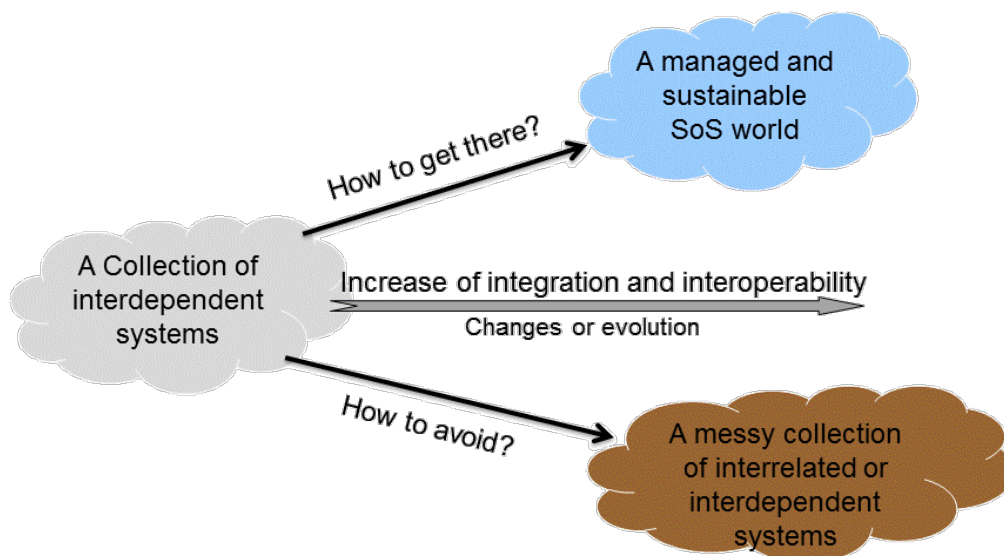 A managed and
sustainable
SoS world
How to get there?
A Collection of
interdependent
systems
Increase of integration and interoperability
Changes or evolution
How to avoid?
A messy collection
of interrelated or
interdependent
systems